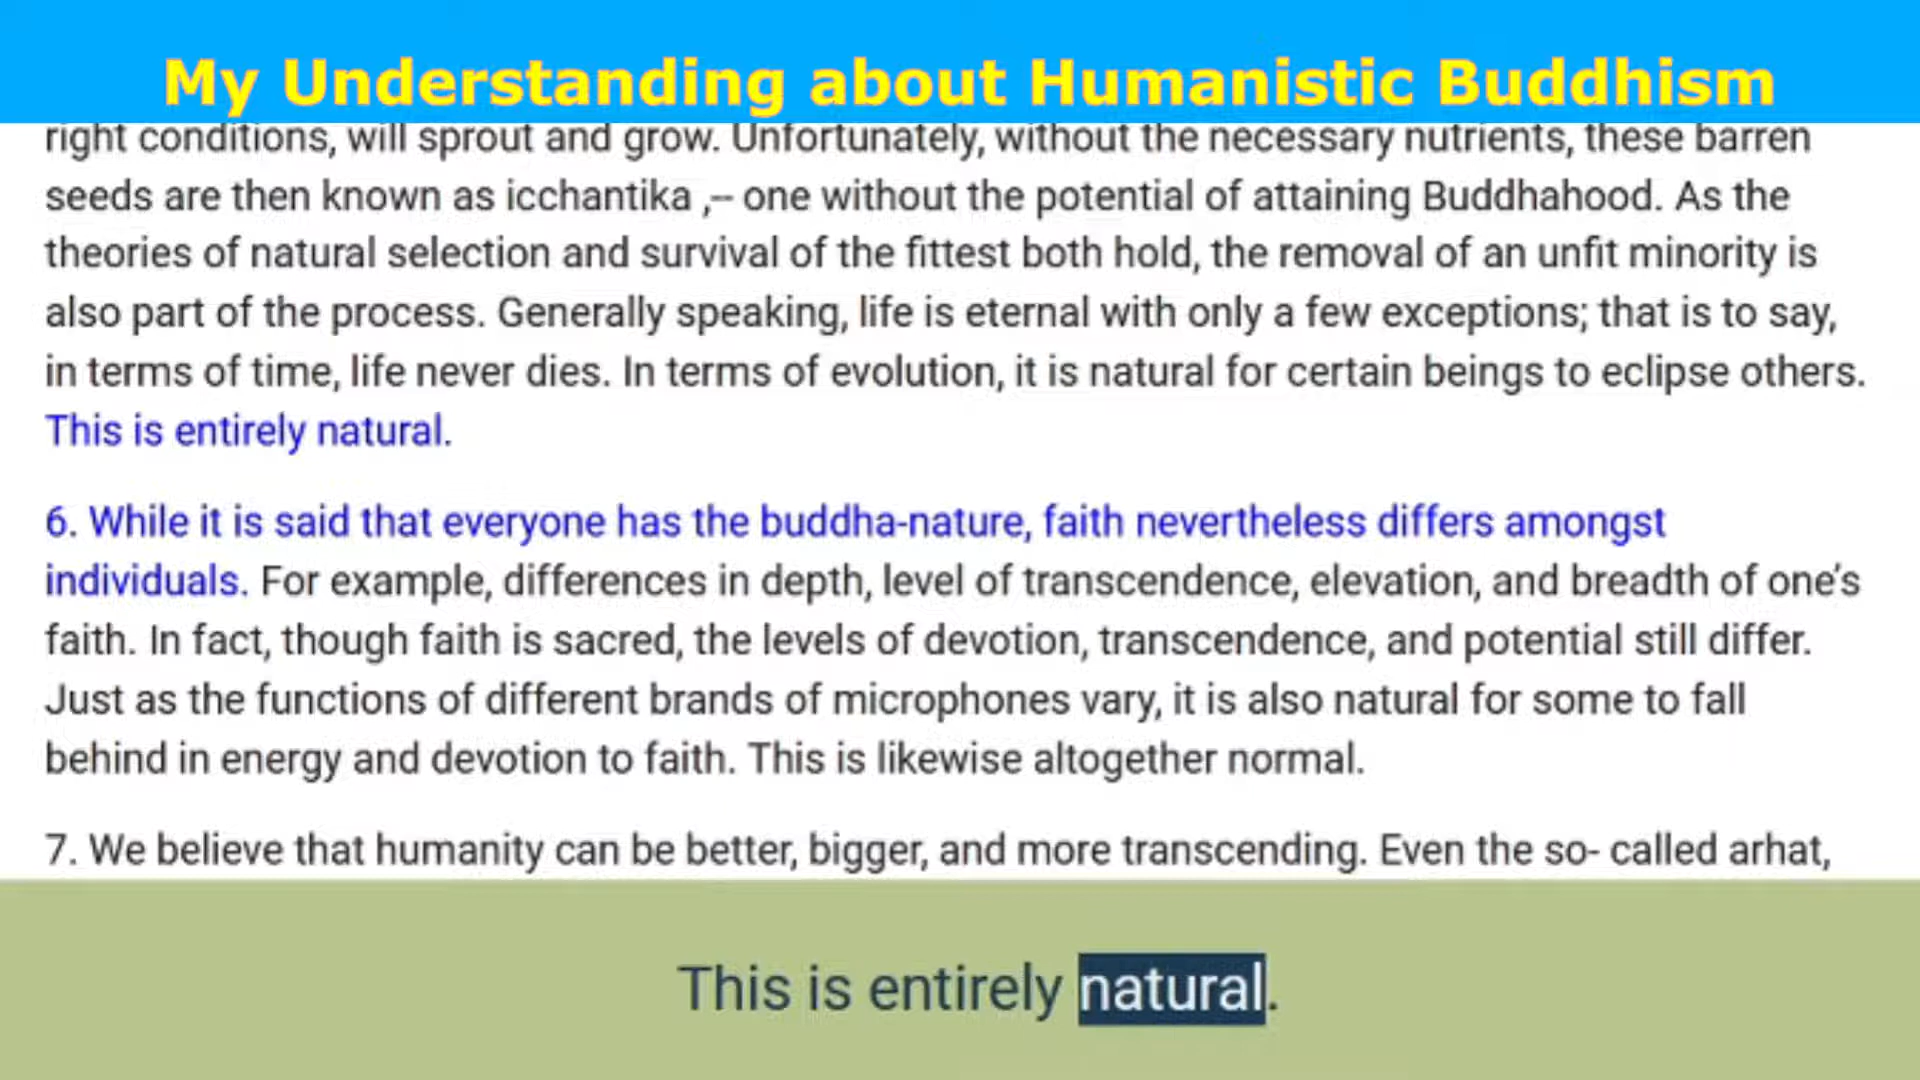 My Understanding about Humanistic Buddhism
right conditions, will sprout and grow. Unfortunately, without the necessary nutrients, these barren
seeds are then known as icchantika ,-- one without the potential of attaining Buddhahood. As the
theories of natural selection and survival of the fittest both hold, the removal of an unfit minority is
also part of the process. Generally speaking, life is eternal with only a few exceptions; that is to say,
in terms of time, life never dies. In terms of evolution, it is natural for certain beings to eclipse others.
This is entirely natural.
6. While it is said that everyone has the buddha-nature, faith nevertheless differs amongst
individuals. For example, differences in depth, level of transcendence, elevation, and breadth of one’s
faith. In fact, though faith is sacred, the levels of devotion, transcendence, and potential still differ.
Just as the functions of different brands of microphones vary, it is also natural for some to fall
behind in energy and devotion to faith. This is likewise altogether normal.
7. We believe that humanity can be better, bigger, and more transcending. Even the so- called arhat,
This is entirely natural.